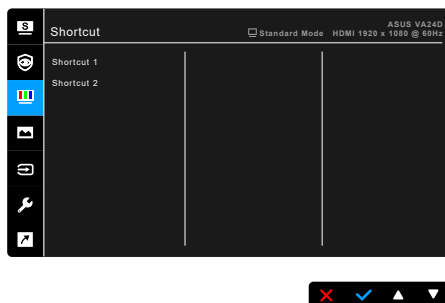 S
Shortcut
ASUS VA24D
Standard Mode HDMI 1920 x 1080 @ 60Hz
Shortcut 1
Shortcut 2